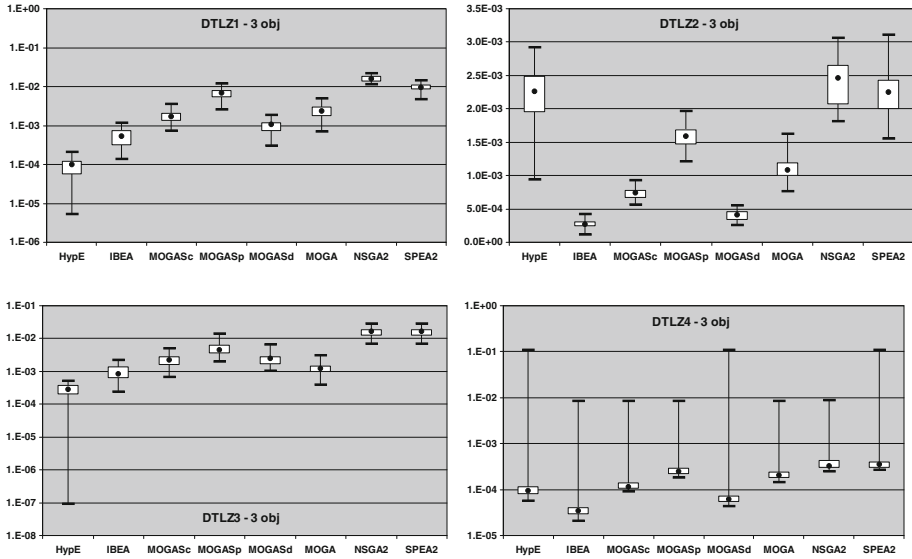 DTLZ1 - 3 obj
1.E+00
1.E-01
1.E-02
1.E-03
1.E-04
1.E-05
1.E-06
HypE IBEA MOGASc MOGASp MOGASd MOGA NSGA2 SPEA2
DTLZ2 - 3 obj
3.5E-03
3.0E-03
2.5E-03
2.0E-03
1.5E-03
1.0E-03
5.0E-04
0.0E+00
HypE IBEA MOGASc MOGASp MOGASd MOGA NSGA2 SPEA2
1.E-01
1.E-02
1.E-03
1.E-04
1.E-05
1.E-06
1.E-07
1.E-08
DTLZ3 - 3 obj
HypE IBEA MOGASc MOGASp MOGASd MOGA NSGA2 SPEA2
DTLZ4 - 3 obj
1.E+00
1.E-01
1.E-02
1.E-03
1.E-04
1.E-05
HypE IBEA MOGASc MOGASp MOGASd MOGA NSGA2 SPEA2